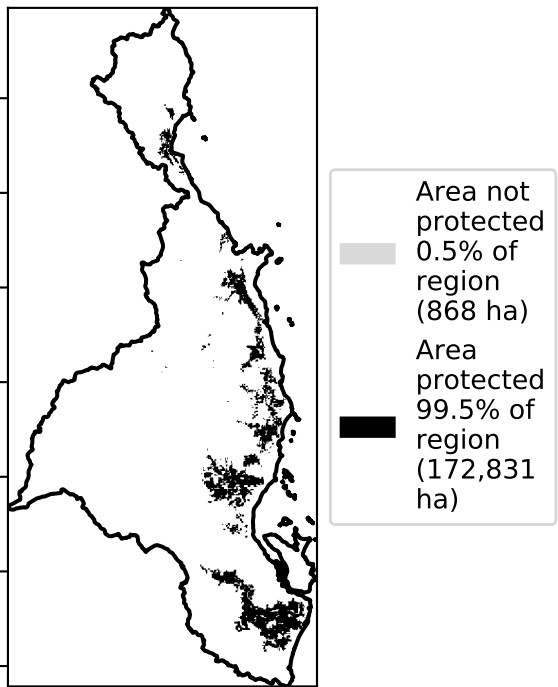 Area not
protected
0.5% of
region
(868 ha)
Area
protected
99.5% of
region
(172,831
ha)